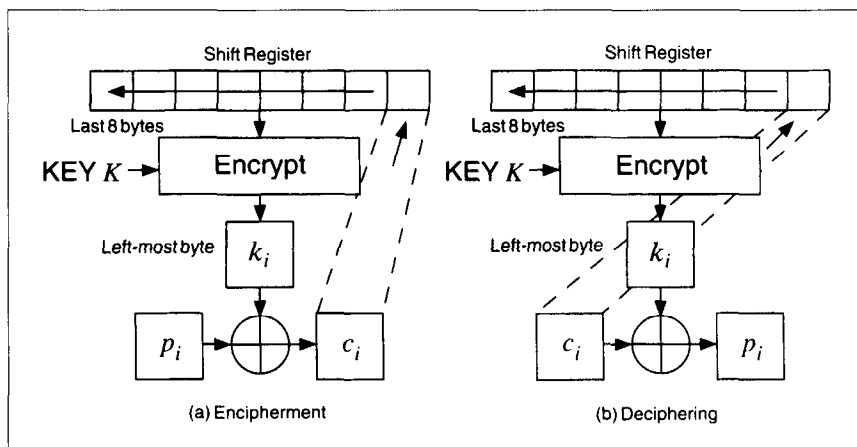 Shift Register
Last 8 bytes
KEY K
Encrypt
Left-most byte
k_i
p_i
c_i
(a) Encipherment
Shift Register
Last 8 bytes
KEY K
Encrypt
Left-most byte
k_i
c_i
p_i
(b) Deciphering